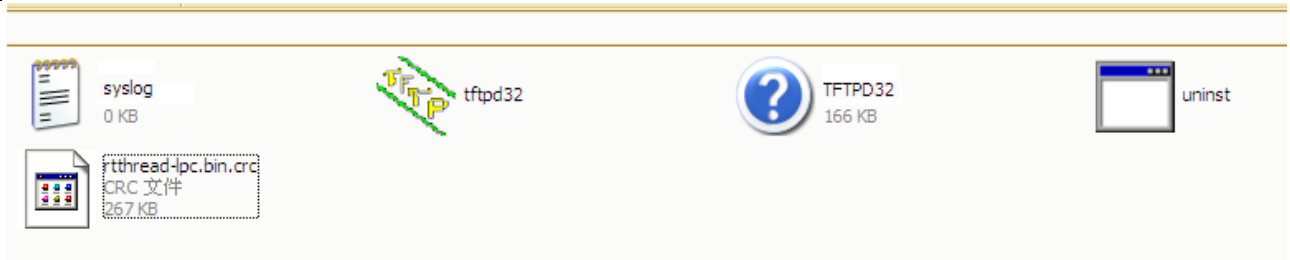 syslog
0 KB
tftpd32
TFTPD32
166 KB
uninst
rtthread-lpc.bin.crc
CRC 文件
267 KB